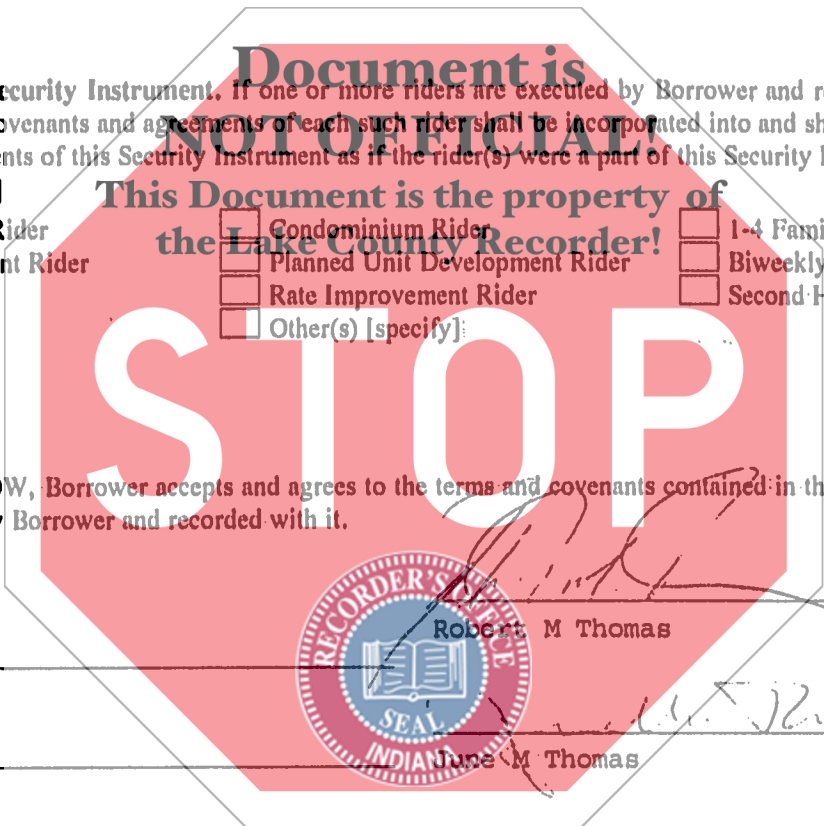 Document is
ecurity Instrument. If one or more riders are executed by Borrower and r
NOT OFFICIAL!
ovenants and agreements of each such rider shall be incorporated into and sh
nts of this Security Instrument as if the rider(s) were a part of this Security
This Document is the property of
the Lake County Recorder!
Rider Condominium Rider 1-4 Fami
nt Rider Planned Unit Development Rider Biweekly
Rate Improvement Rider Second H
Other(s) [specify]
STOP
OW, Borrower accepts and agrees to the terms and covenants contained in th
Borrower and recorded with it.
RECORDER'S OFFICE
Robert M Thomas
SEAL
INDIANA
June M Thomas